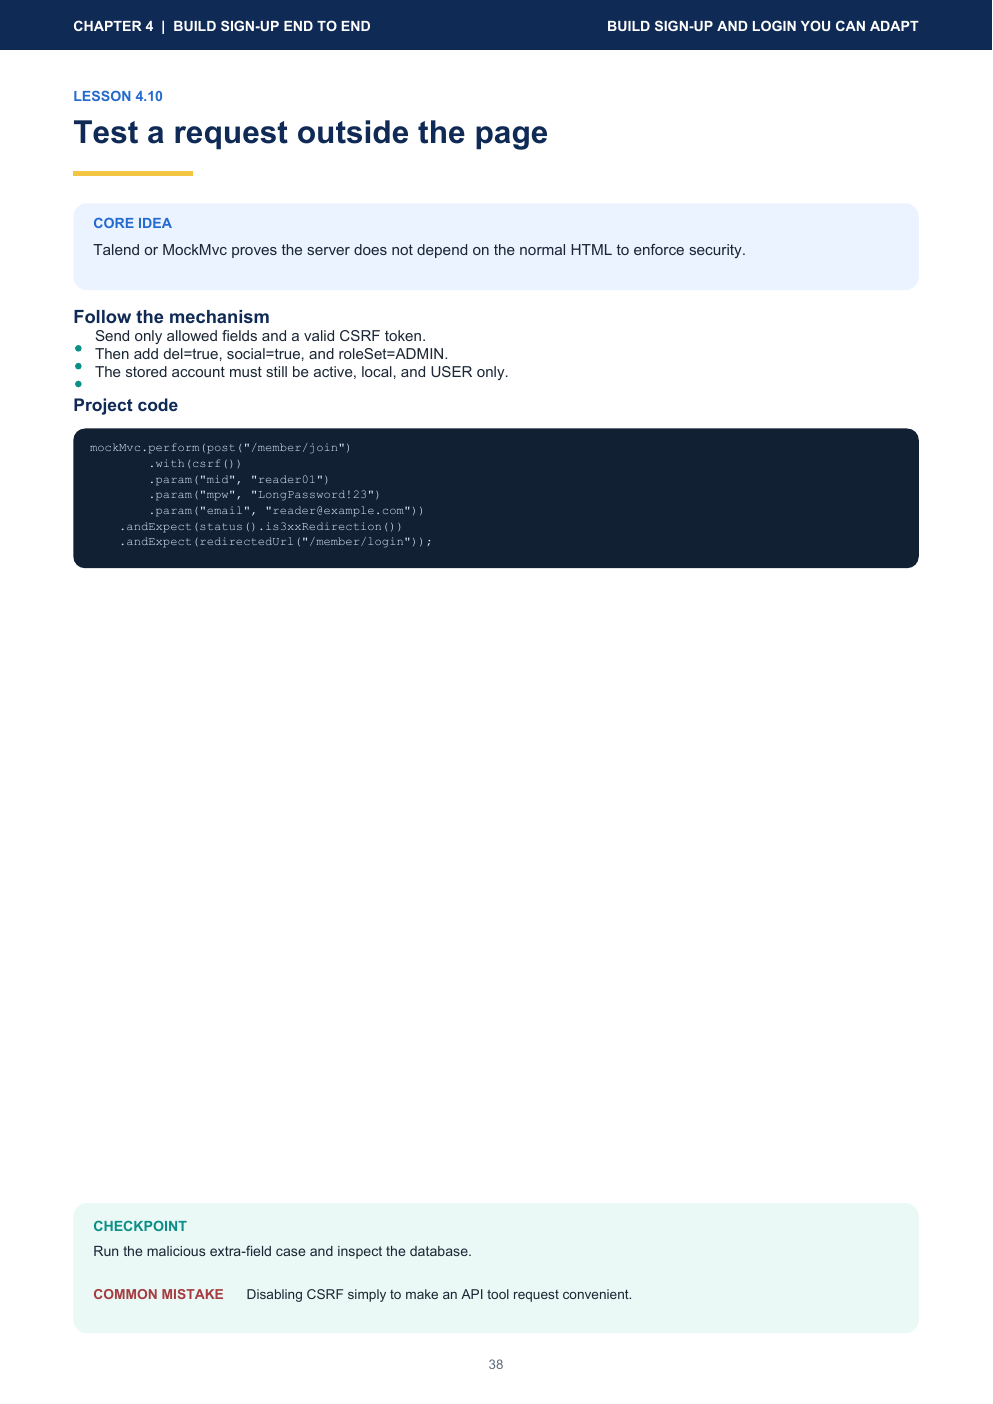 CHAPTER 4 | BUILD SIGN-UP END TO END
BUILD SIGN-UP AND LOGIN YOU CAN ADAPT
LESSON 4.10
Test a request outside the page
CORE IDEA
Talend or MockMvc proves the server does not depend on the normal HTML to enforce security.
Follow the mechanism
Send only allowed fields and a valid CSRF token.
Then add del=true, social=true, and roleSet=ADMIN.
The stored account must still be active, local, and USER only.
Project code
mockMvc.perform(post("/member/join")
        .with(csrf())
        .param("mid", "reader01")
        .param("mpw", "LongPassword!23")
        .param("email", "reader@example.com"))
    .andExpect(status().is3xxRedirection())
    .andExpect(redirectedUrl("/member/login"));
CHECKPOINT
Run the malicious extra-field case and inspect the database.
COMMON MISTAKE Disabling CSRF simply to make an API tool request convenient.
38